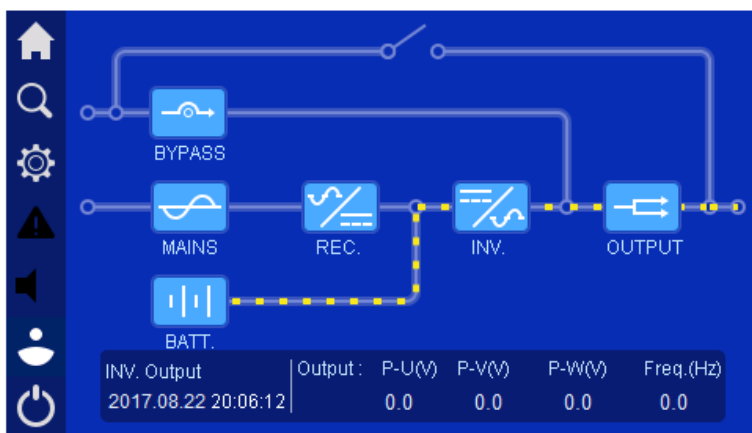 BYPASS
MAINS
REC.
INV.
OUTPUT
BATT.
INV. Output
2017.08.22 20:06:12
Output : P-U(V) P-V(V) P-W(V) Freq.(Hz)
0.0 0.0 0.0 0.0